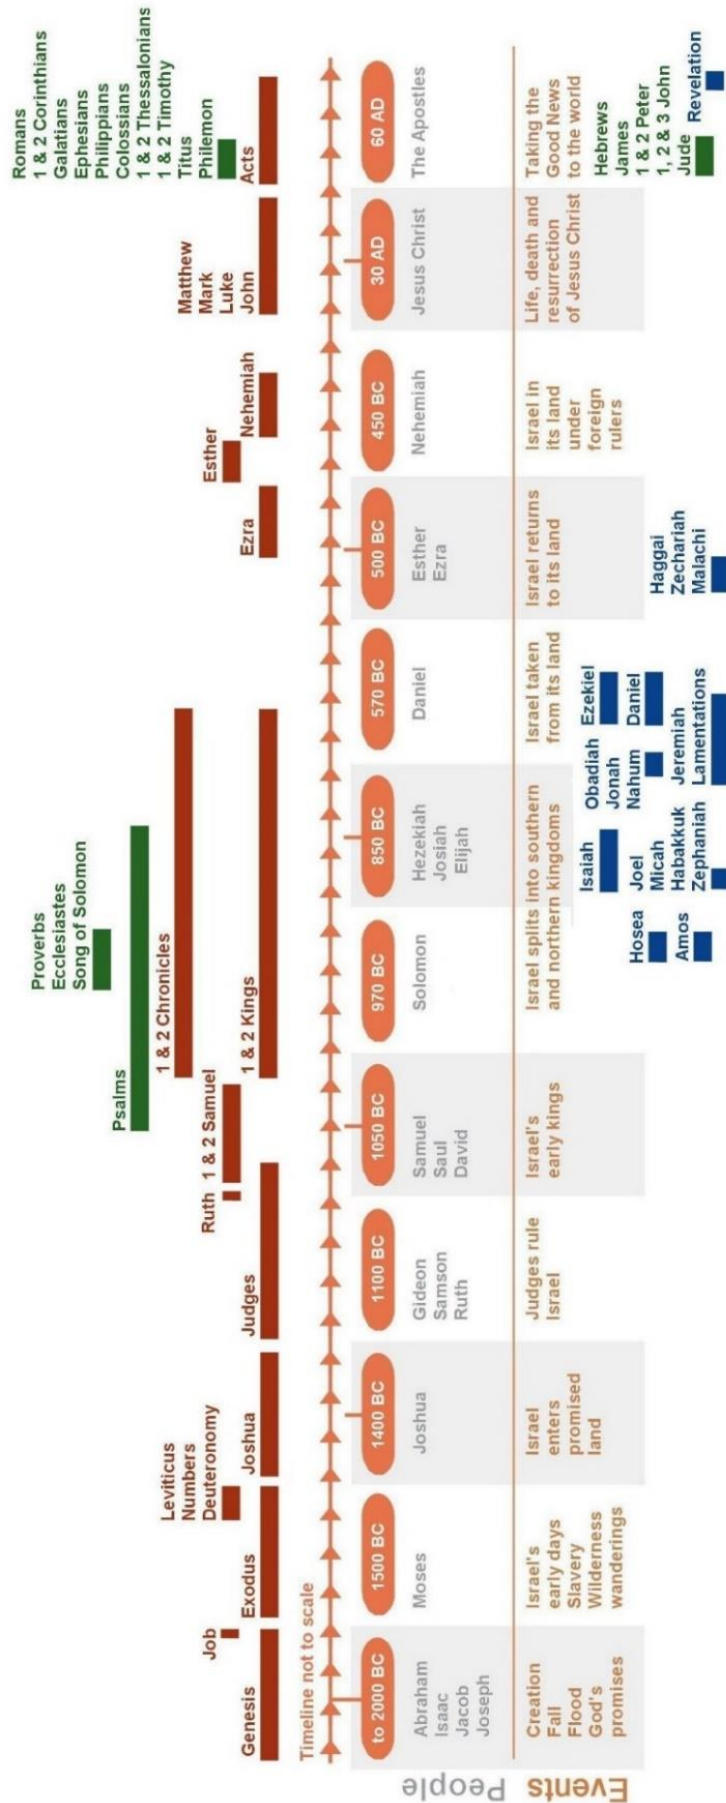 Romans
1 & 2 Corinthians
Galatians
Ephesians
Philippians
Colossians
1 & 2 Thessalonians
1 & 2 Timothy
Titus
Philemon
Proverbs
Ecclesiastes
Song of Solomon
Psalms
1 & 2 Chronicles
Leviticus
Numbers
Deuteronomy
Matthew
Mark
Luke
John
Job
Ruth
1 & 2 Samuel
Esther
Genesis
Exodus
Joshua
Judges
1 & 2 Kings
Ezra
Nehemiah
Acts
Timeline not to scale
to 2000 BC
1500 BC
1400 BC
1100 BC
1050 BC
970 BC
850 BC
570 BC
500 BC
450 BC
30 AD
60 AD
People
Abraham
Isaac
Jacob
Joseph
Moses
Joshua
Gideon
Samson
Ruth
Samuel
Saul
David
Solomon
Hezekiah
Josiah
Elijah
Daniel
Esther
Ezra
Nehemiah
Jesus Christ
The Apostles
Events
Creation
Fall
Flood
God's
promises
Israel's
early days
Slavery
Wilderness
wanderings
Israel
enters
promised
land
Judges rule
Israel
Israel's
early kings
Israel splits into southern
and northern kingdoms
Israel taken
from its land
Israel returns
to its land
Israel in
its land
under
foreign
rulers
Life, death and
resurrection
of Jesus Christ
Taking the
Good News
to the world
Hosea
Amos
Isaiah
Joel
Micah
Habakkuk
Zephaniah
Obadiah
Jonah
Nahum
Jeremiah
Lamentations
Ezekiel
Daniel
Haggai
Zechariah
Malachi
Hebrews
James
1 & 2 Peter
1, 2 & 3 John
Jude
Revelation